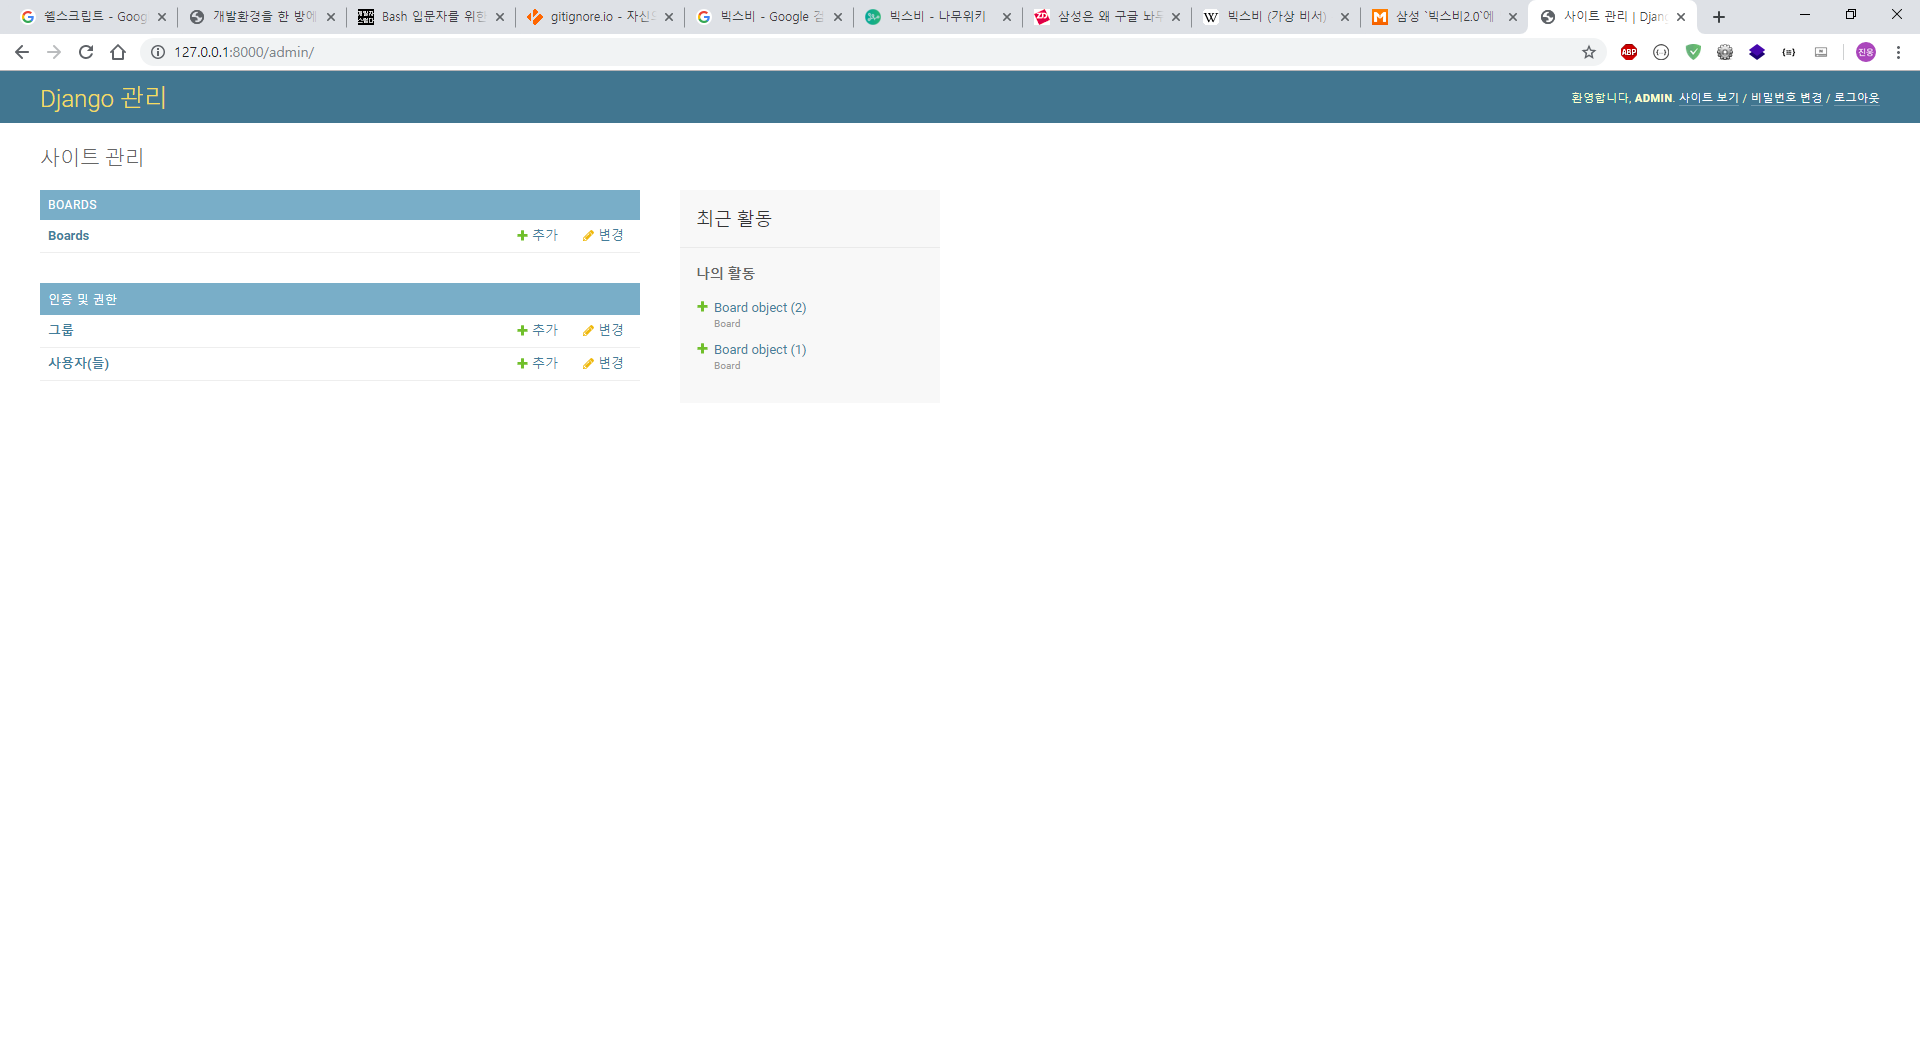 쉘스크립트 - Goog
개발환경을 한 방에
Bash 입문자를 위한
gitignore.io - 자신의
빅스비 - Google 검
빅스비 - 나무위키
삼성은 왜 구글 놔두
빅스비 (가상 비서)
삼성 `빅스비2.0`에
사이트 관리 | Djang
127.0.0.1:8000/admin/
ABP
진용
Django 관리
환영합니다, ADMIN. 사이트 보기 / 비밀번호 변경 / 로그아웃
사이트 관리
BOARDS
Boards 추가 변경
인증 및 권한
그룹 추가 변경
사용자(들) 추가 변경
최근 활동
나의 활동
Board object (2)
Board
Board object (1)
Board